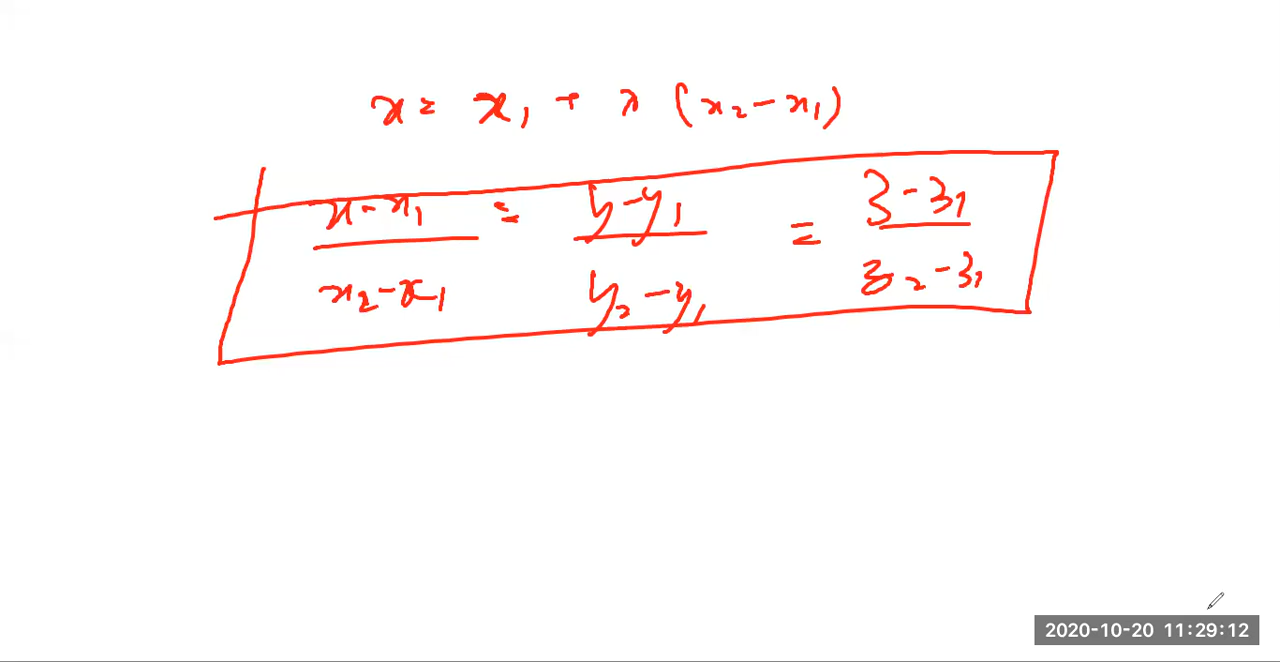 x = x₁ + λ (x₂ - x₁)
x - x₁ = y - y₁ = z - z₁
x₂ - x₁ y₂ - y₁ z₂ - z₁
2020-10-20 11:29:12